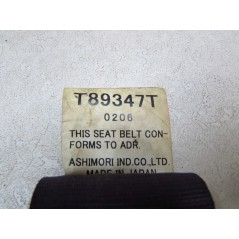 T89347T
0206
THIS SEAT BELT CON-
FORMS TO ADR.
ASHIMORI IND.CO.,LTD.
MADE IN JAPAN